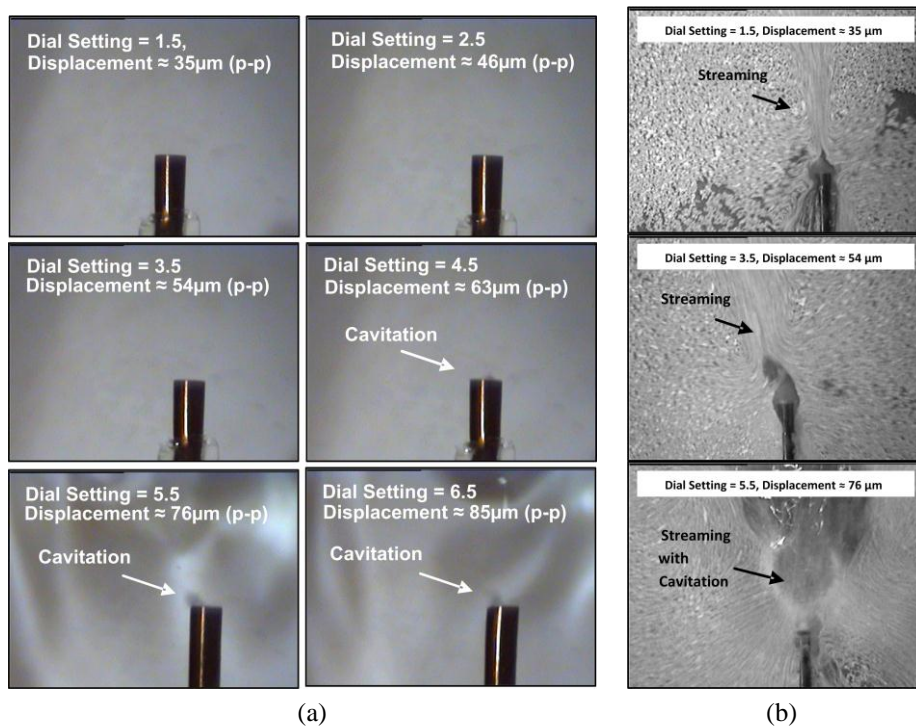 Dial Setting = 1.5,
Displacement ≈ 35µm (p-p)
Dial Setting = 2.5
Displacement ≈ 46µm (p-p)
Dial Setting = 3.5
Displacement ≈ 54µm (p-p)
Dial Setting = 4.5
Displacement ≈ 63µm (p-p)
Cavitation
Dial Setting = 5.5
Displacement ≈ 76µm (p-p)
Cavitation
Dial Setting = 6.5
Displacement ≈ 85µm (p-p)
Cavitation
(a)
Dial Setting = 1.5, Displacement ≈ 35 µm
Streaming
Dial Setting = 3.5, Displacement ≈ 54 µm
Streaming
Dial Setting = 5.5, Displacement ≈ 76 µm
Streaming
with
Cavitation
(b)